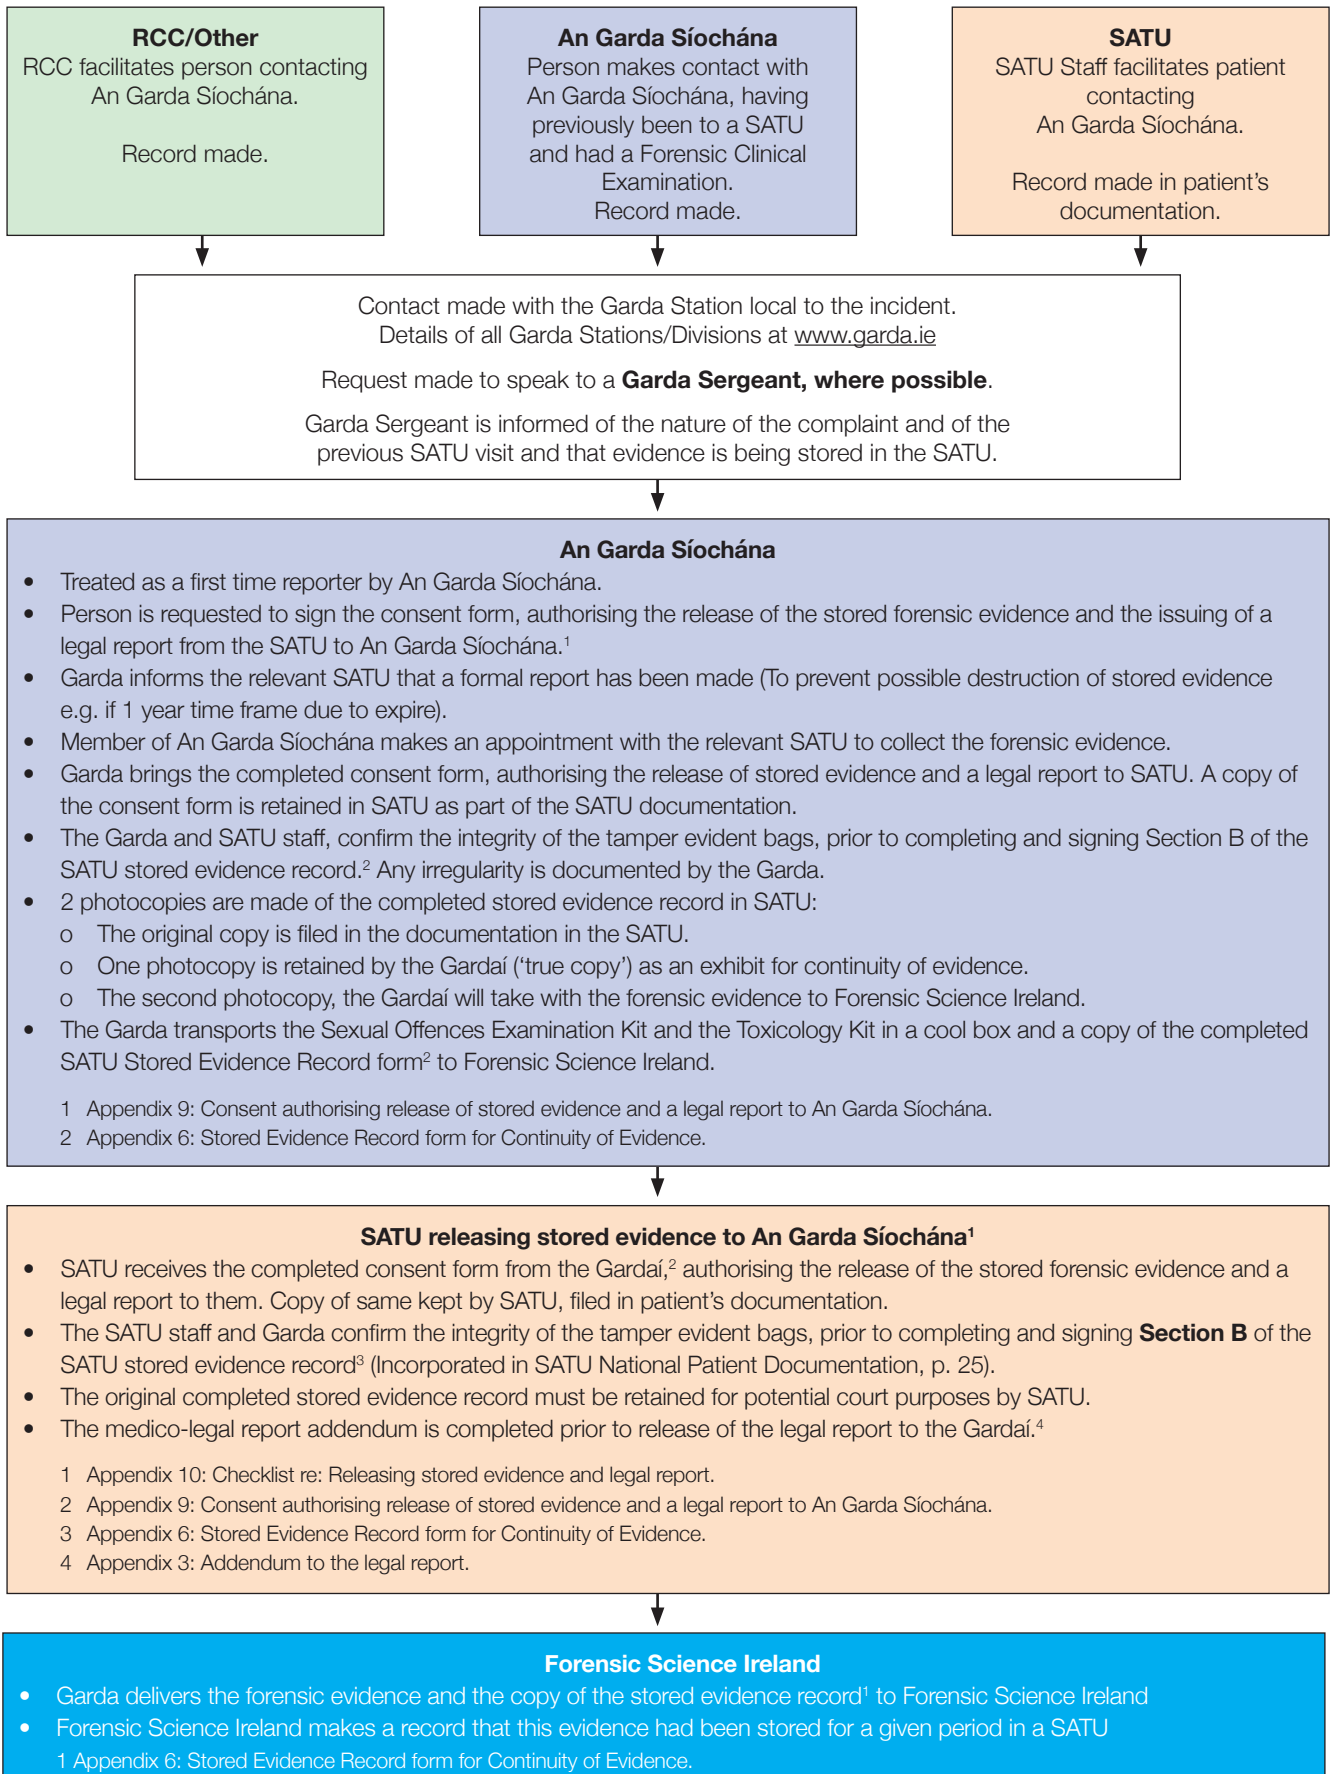 RCC/Other
RCC facilitates person contacting
An Garda Síochána.
Record made.
An Garda Síochána
Person makes contact with
An Garda Síochána, having
previously been to a SATU
and had a Forensic Clinical
Examination.
Record made.
SATU
SATU Staff facilitates patient
contacting
An Garda Síochána.
Record made in patient’s
documentation.
Contact made with the Garda Station local to the incident.
Details of all Garda Stations/Divisions at www.garda.ie
Request made to speak to a Garda Sergeant, where possible.
Garda Sergeant is informed of the nature of the complaint and of the
previous SATU visit and that evidence is being stored in the SATU.
An Garda Síochána
• Treated as a first time reporter by An Garda Síochána.
• Person is requested to sign the consent form, authorising the release of the stored forensic evidence and the issuing of a
legal report from the SATU to An Garda Síochána.1
• Garda informs the relevant SATU that a formal report has been made (To prevent possible destruction of stored evidence
e.g. if 1 year time frame due to expire).
• Member of An Garda Síochána makes an appointment with the relevant SATU to collect the forensic evidence.
• Garda brings the completed consent form, authorising the release of stored evidence and a legal report to SATU. A copy of
the consent form is retained in SATU as part of the SATU documentation.
• The Garda and SATU staff, confirm the integrity of the tamper evident bags, prior to completing and signing Section B of the
SATU stored evidence record.2 Any irregularity is documented by the Garda.
• 2 photocopies are made of the completed stored evidence record in SATU:
o The original copy is filed in the documentation in the SATU.
o One photocopy is retained by the Gardaí (‘true copy’) as an exhibit for continuity of evidence.
o The second photocopy, the Gardaí will take with the forensic evidence to Forensic Science Ireland.
• The Garda transports the Sexual Offences Examination Kit and the Toxicology Kit in a cool box and a copy of the completed
SATU Stored Evidence Record form2 to Forensic Science Ireland.
1 Appendix 9: Consent authorising release of stored evidence and a legal report to An Garda Síochána.
2 Appendix 6: Stored Evidence Record form for Continuity of Evidence.
SATU releasing stored evidence to An Garda Síochána1
• SATU receives the completed consent form from the Gardaí,2 authorising the release of the stored forensic evidence and a
legal report to them. Copy of same kept by SATU, filed in patient’s documentation.
• The SATU staff and Garda confirm the integrity of the tamper evident bags, prior to completing and signing Section B of the
SATU stored evidence record3 (Incorporated in SATU National Patient Documentation, p. 25).
• The original completed stored evidence record must be retained for potential court purposes by SATU.
• The medico-legal report addendum is completed prior to release of the legal report to the Gardaí.4
1 Appendix 10: Checklist re: Releasing stored evidence and legal report.
2 Appendix 9: Consent authorising release of stored evidence and a legal report to An Garda Síochána.
3 Appendix 6: Stored Evidence Record form for Continuity of Evidence.
4 Appendix 3: Addendum to the legal report.
Forensic Science Ireland
• Garda delivers the forensic evidence and the copy of the stored evidence record1 to Forensic Science Ireland
• Forensic Science Ireland makes a record that this evidence had been stored for a given period in a SATU
1 Appendix 6: Stored Evidence Record form for Continuity of Evidence.